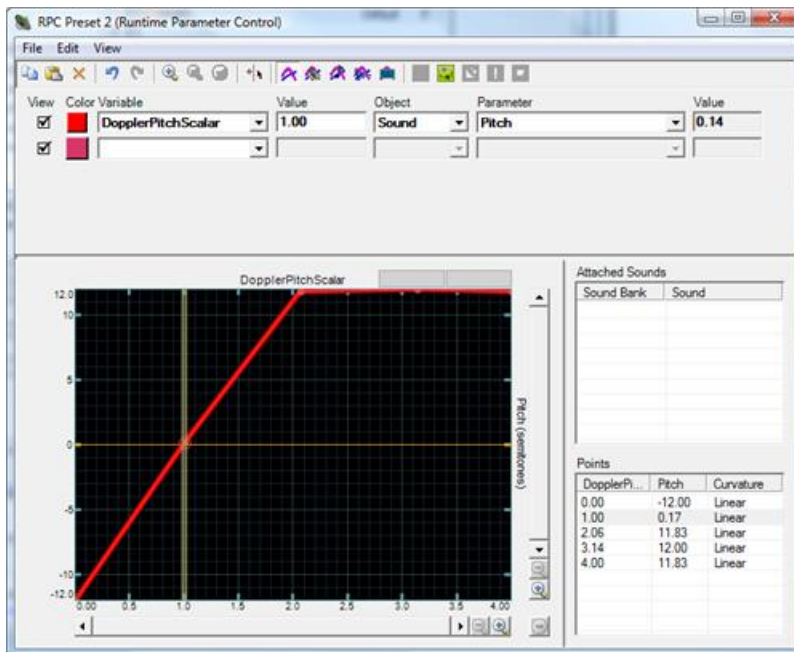 RPC Preset 2 (Runtime Parameter Control)
File Edit View
View Color Variable Value Object Parameter Value
DopplerPitchScalar 1.00 Sound Pitch 0.14
DopplerPitchScalar
12.0
10
5
0
-5
-10
-12.0
0.00 0.5 1.0 1.5 2.0 2.5 3.0 3.5 4.00
Pitch (semitones)
Attached Sounds
Sound Bank Sound
Points
DopplerPi... Pitch Curvature
0.00 -12.00 Linear
1.00 0.17 Linear
2.06 11.83 Linear
3.14 12.00 Linear
4.00 11.83 Linear